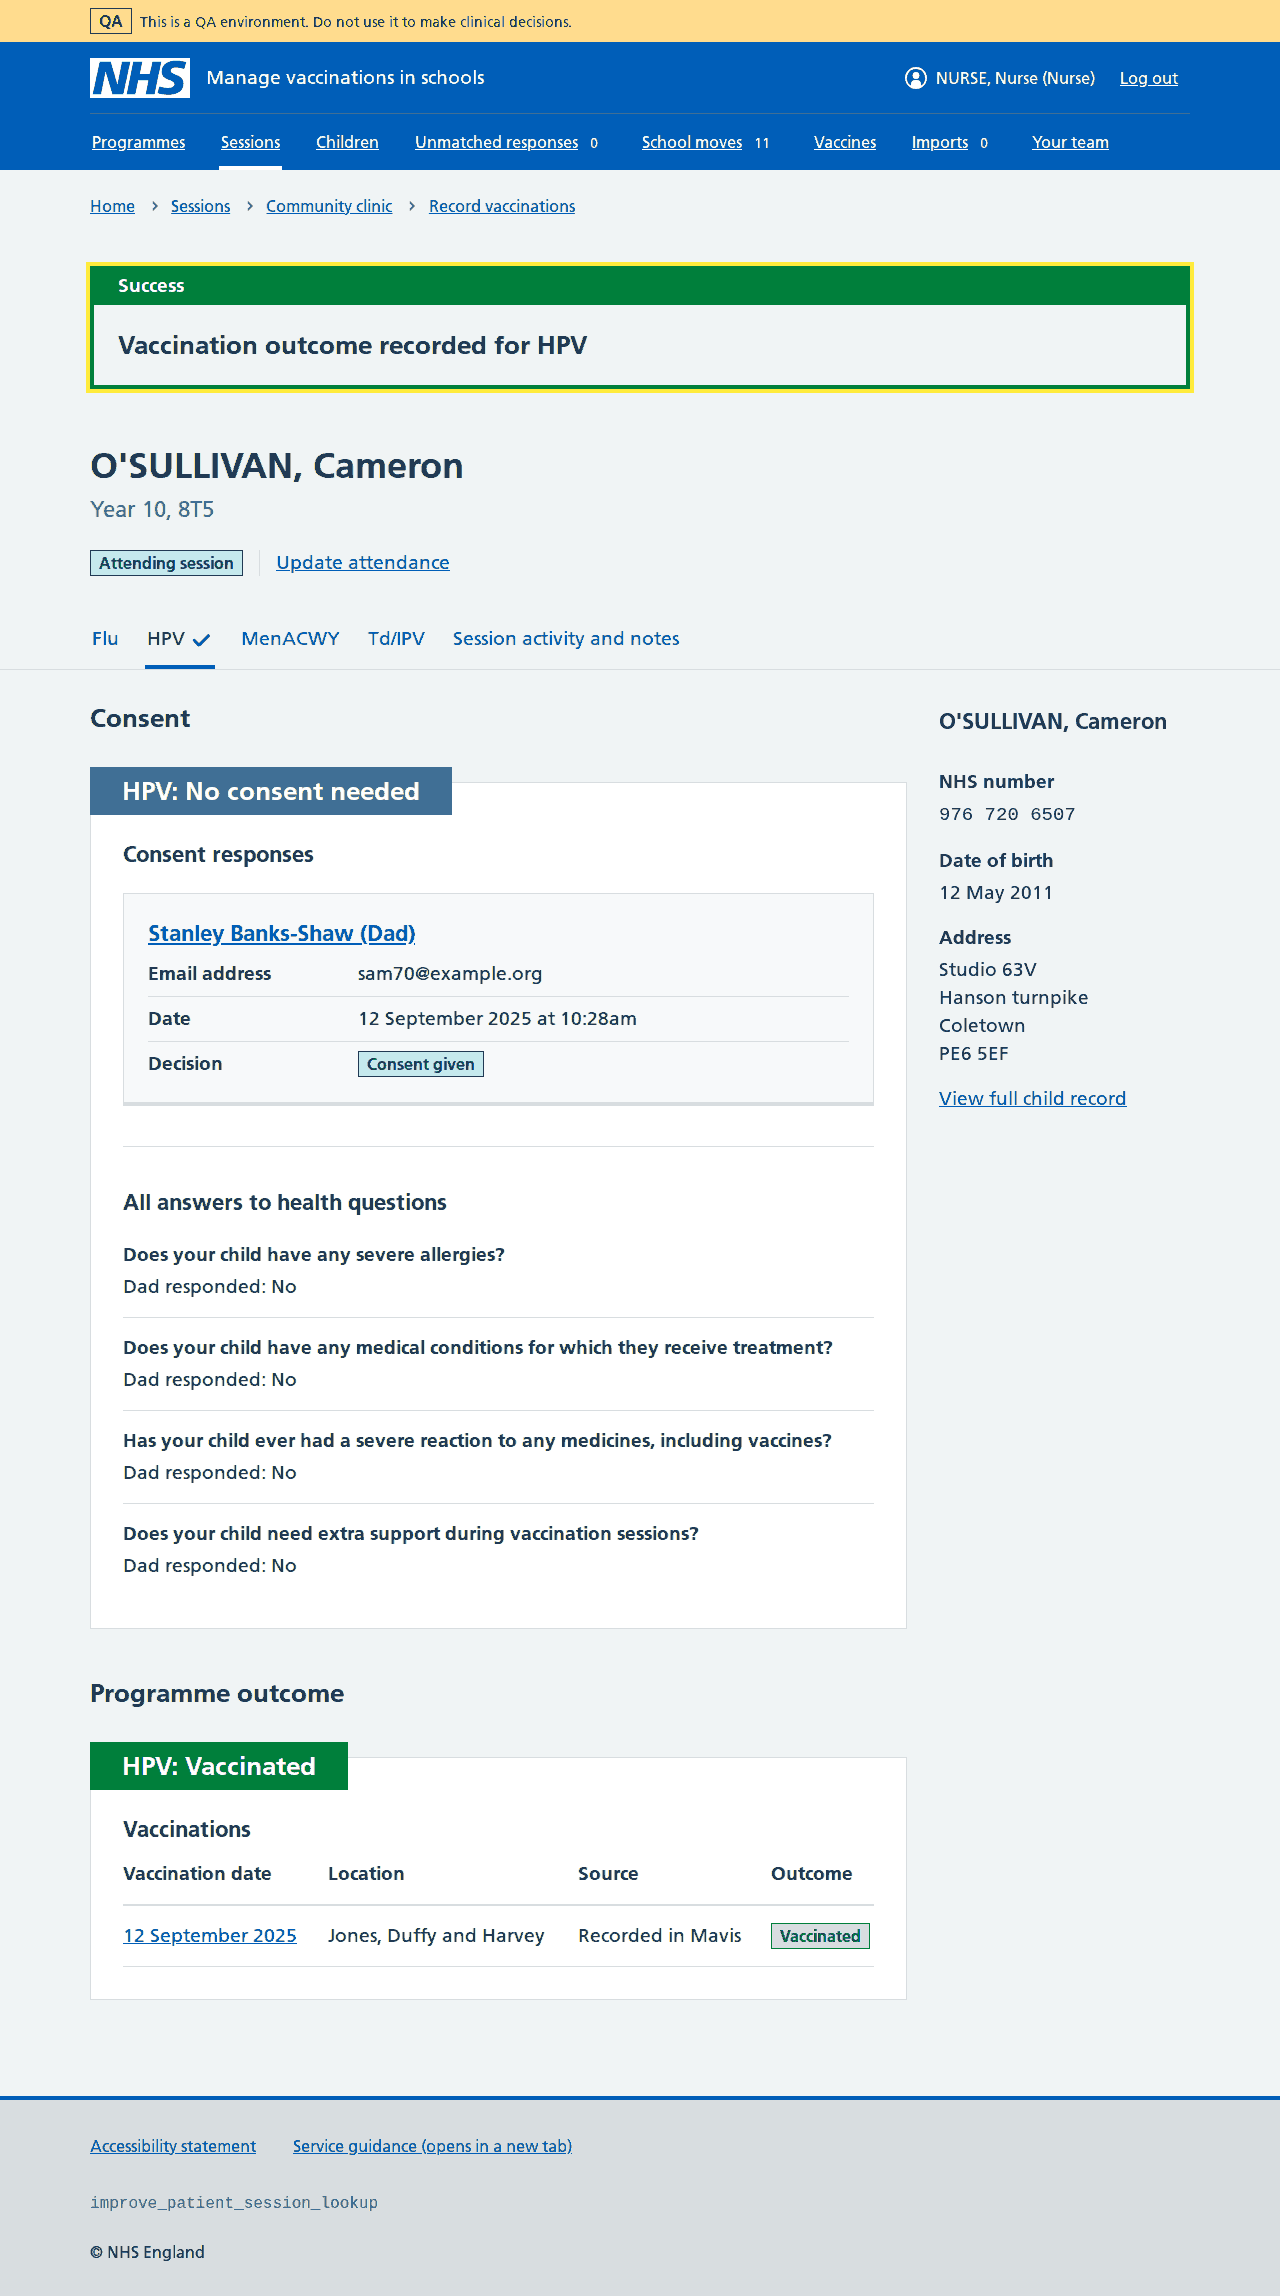 QA This is a QA environment. Do not use it to make clinical decisions.
NHS Manage vaccinations in schools NURSE, Nurse (Nurse) Log out
Programmes Sessions Children Unmatched responses 0 School moves 11 Vaccines Imports 0 Your team
Home › Sessions › Community clinic › Record vaccinations
Success
Vaccination outcome recorded for HPV
O'SULLIVAN, Cameron
Year 10, 8T5
Attending session Update attendance
Flu HPV MenACWY Td/IPV Session activity and notes
Consent
HPV: No consent needed
Consent responses
Stanley Banks-Shaw (Dad)
Email address sam70@example.org
Date 12 September 2025 at 10:28am
Decision Consent given
All answers to health questions
Does your child have any severe allergies?
Dad responded: No
Does your child have any medical conditions for which they receive treatment?
Dad responded: No
Has your child ever had a severe reaction to any medicines, including vaccines?
Dad responded: No
Does your child need extra support during vaccination sessions?
Dad responded: No
O'SULLIVAN, Cameron
NHS number
976 720 6507
Date of birth
12 May 2011
Address
Studio 63V
Hanson turnpike
Coletown
PE6 5EF
View full child record
Programme outcome
HPV: Vaccinated
Vaccinations
Vaccination date Location Source Outcome
12 September 2025 Jones, Duffy and Harvey Recorded in Mavis Vaccinated
Accessibility statement Service guidance (opens in a new tab)
improve_patient_session_lookup
© NHS England